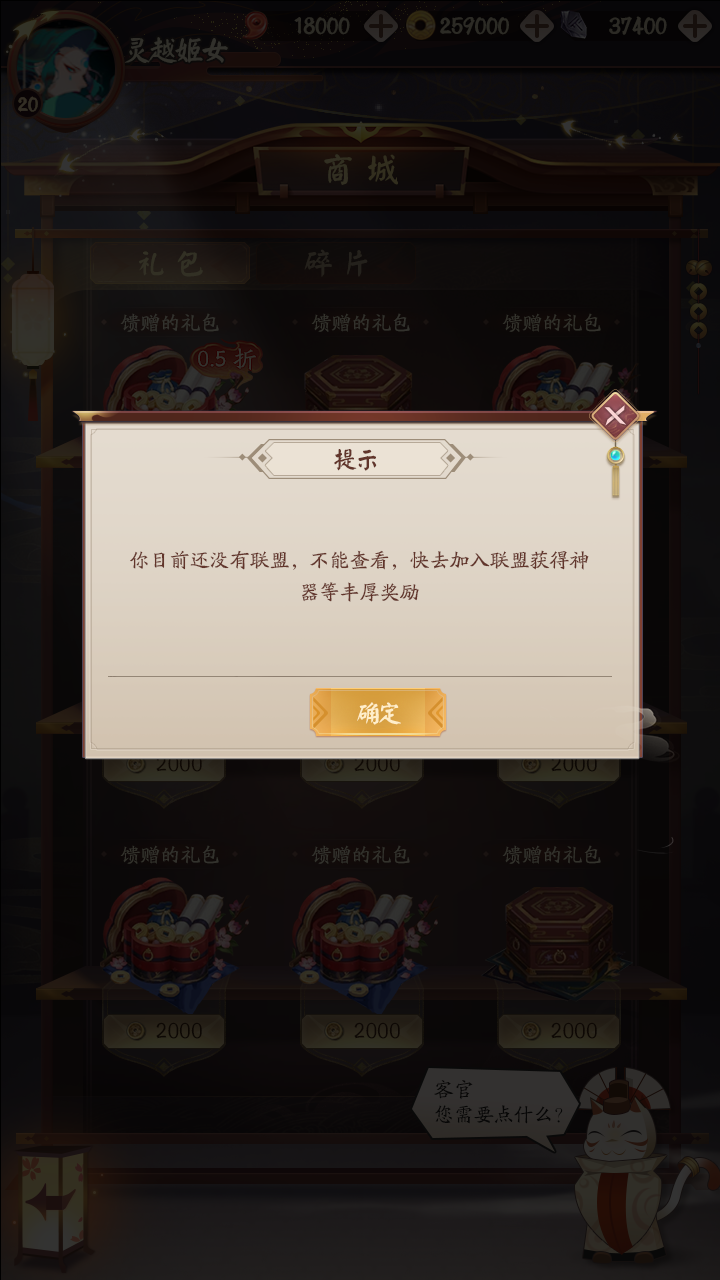 18000
259000
37400
灵越姬女
20
商城
礼包
碎片
馈赠的礼包
馈赠的礼包
馈赠的礼包
0.5 折
提示
你目前还没有联盟，不能查看，快去加入联盟获得神
器等丰厚奖励
确定
2000
2000
2000
馈赠的礼包
馈赠的礼包
馈赠的礼包
2000
2000
2000
客官
您需要点什么?